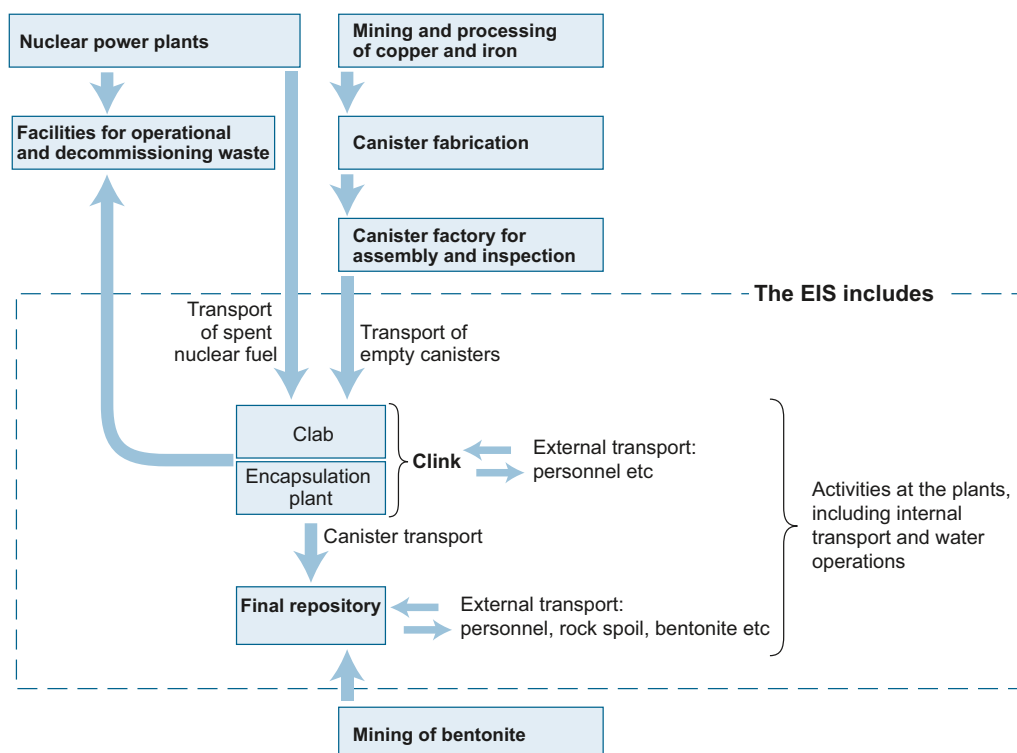 Nuclear power plants
Mining and processing
of copper and iron
Facilities for operational
and decommissioning waste
Canister fabrication
Canister factory for
assembly and inspection
The EIS includes
Transport
of spent
nuclear fuel
Transport of
empty canisters
Clab
Encapsulation
plant
Clink
External transport:
personnel etc
Activities at the plants,
including internal
transport and water
operations
Canister transport
Final repository
External transport:
personnel, rock spoil, bentonite etc
Mining of bentonite